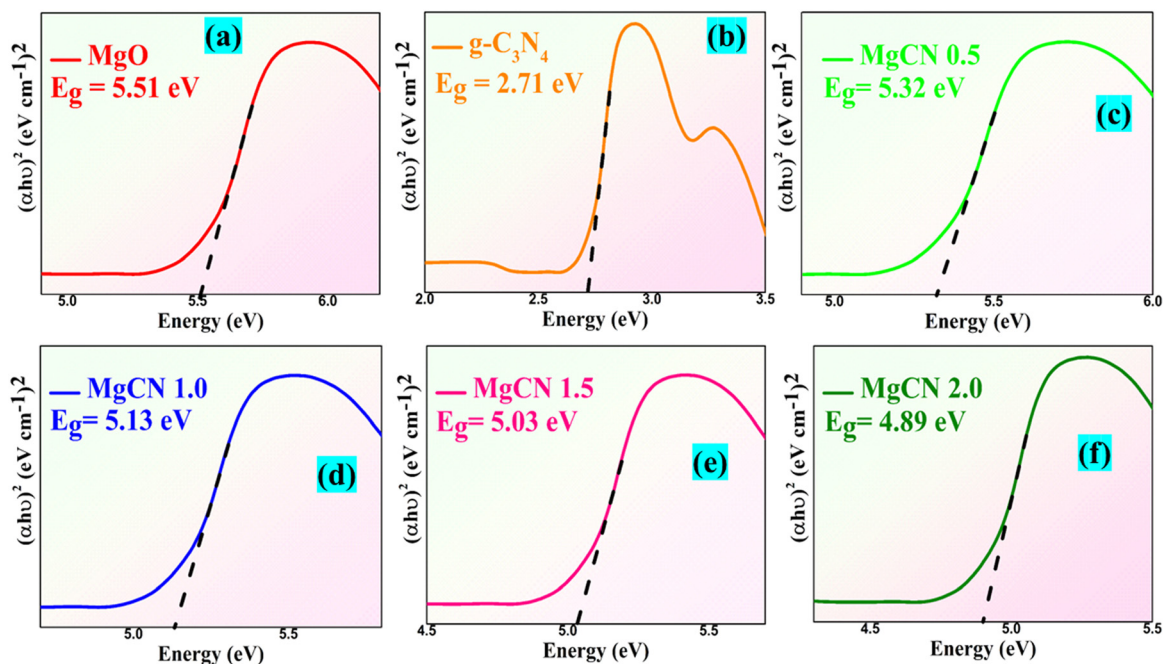 (αhυ)² (eV cm⁻¹)²
MgO
E_g = 5.51 eV
(a)
5.0 5.5 6.0
Energy (eV)
(αhυ)² (eV cm⁻¹)²
g-C₃N₄
E_g = 2.71 eV
(b)
2.0 2.5 3.0 3.5
Energy (eV)
(αhυ)² (eV cm⁻¹)²
MgCN 0.5
E_g= 5.32 eV
(c)
5.0 5.5 6.0
Energy (eV)
(αhυ)² (eV cm⁻¹)²
MgCN 1.0
E_g= 5.13 eV
(d)
5.0 5.5
Energy (eV)
(αhυ)² (eV cm⁻¹)²
MgCN 1.5
E_g= 5.03 eV
(e)
4.5 5.0 5.5
Energy (eV)
(αhυ)² (eV cm⁻¹)²
MgCN 2.0
E_g= 4.89 eV
(f)
4.5 5.0 5.5
Energy (eV)